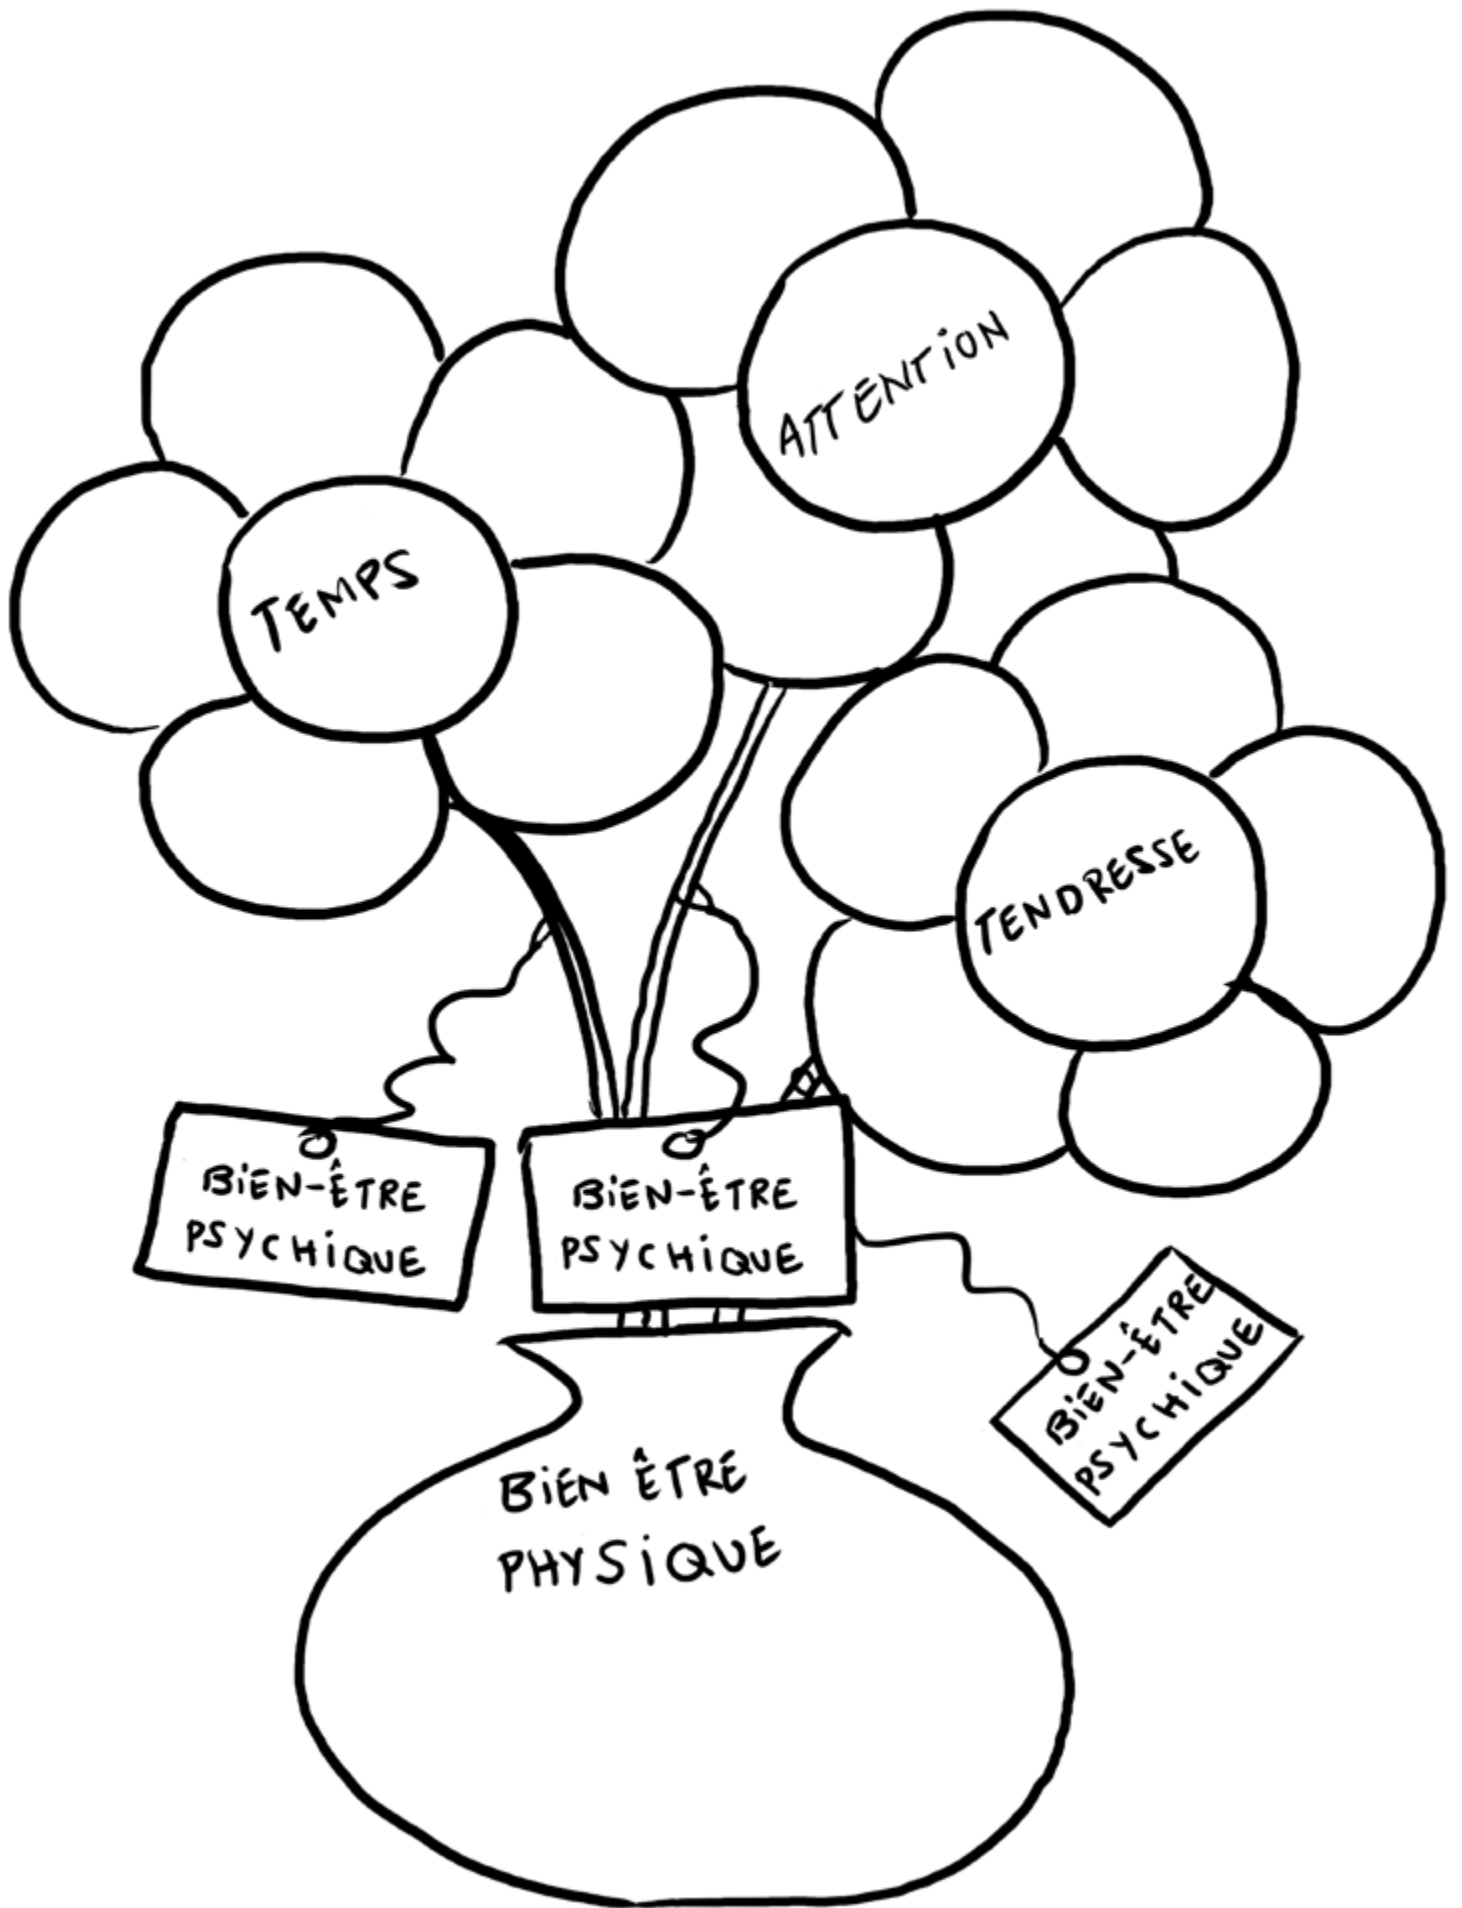 ATTENTION
TEMPS
TENDRESSE
BIEN-ÊTRE
PSYCHIQUE
BIEN-ÊTRE
PSYCHIQUE
BIEN-ÊTRE
PSYCHIQUE
BIEN ÊTRE
PHYSIQUE